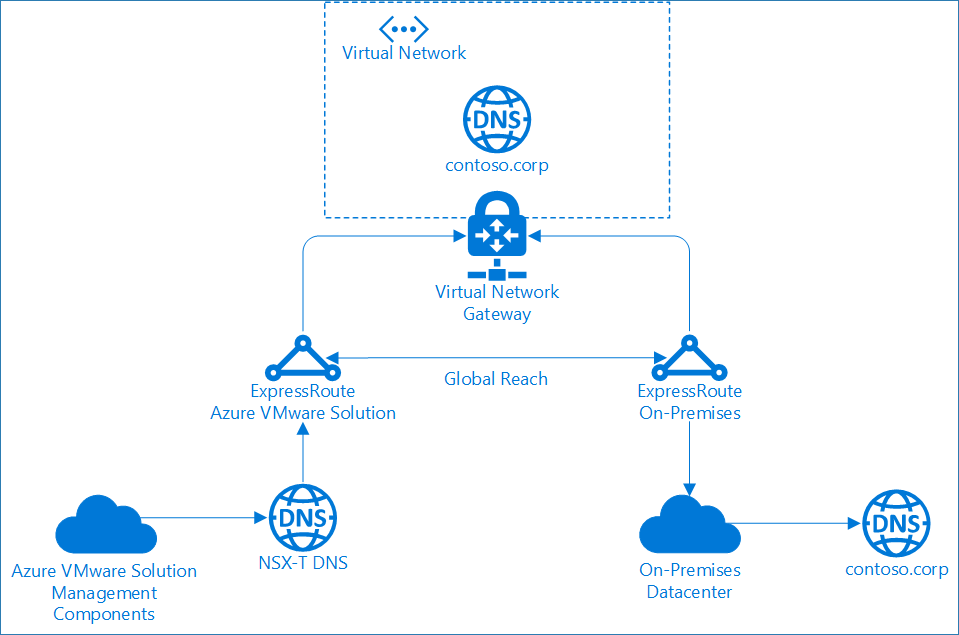 Virtual Network
DNS
contoso.corp
Virtual Network
Gateway
Global Reach
ExpressRoute
Azure VMware Solution
ExpressRoute
On-Premises
DNS
NSX-T DNS
Azure VMware Solution
Management
Components
On-Premises
Datacenter
DNS
contoso.corp